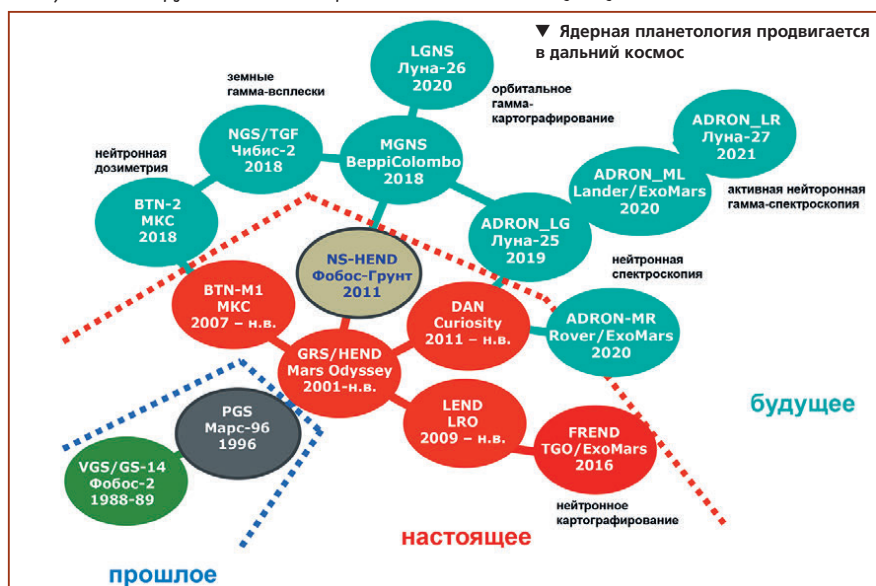 ▼ Ядерная планетология продвигается
в дальний космос
LGNS
Луна-26
2020
земные
гамма-всплески
орбитальное
гамма-
картографирование
NGS/TGF
Чибис-2
2018
MGNS
BeppiColombo
2018
ADRON_LR
Луна-27
2021
нейтронная
дозиметрия
ADRON_ML
Lander/ExoMars
2020
активная нейторонная
гамма-спектроскопия
BTN-2
МКС
2018
ADRON_LG
Луна-25
2019
NS-HEND
Фобос-Грунт
2011
нейтронная
спектроскопия
BTN-M1
МКС
2007 – н.в.
DAN
Curiosity
2011 – н.в.
ADRON-MR
Rover/ExoMars
2020
GRS/HEND
Mars Odyssey
2001-н.в.
будущее
PGS
Марс-96
1996
LEND
LRO
2009 – н.в.
FREND
TGO/ExoMars
2016
VGS/GS-14
Фобос-2
1988-89
нейтронное
картографирование
настоящее
прошлое